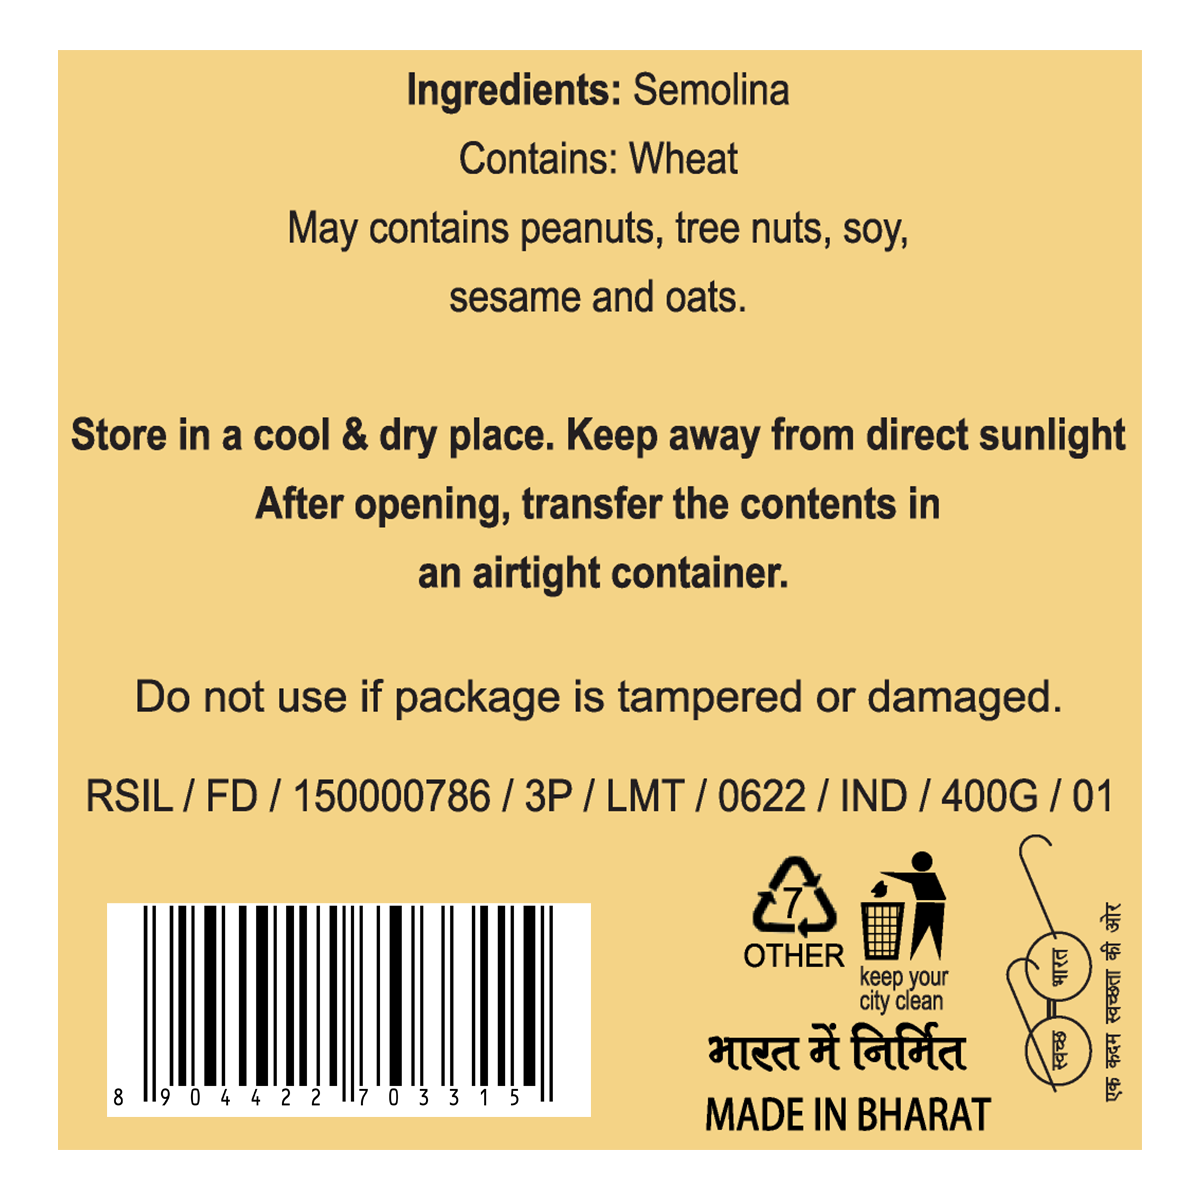 Ingredients: Semolina
Contains: Wheat
May contains peanuts, tree nuts, soy,
sesame and oats.
Store in a cool & dry place. Keep away from direct sunlight
After opening, transfer the contents in
an airtight container.
Do not use if package is tampered or damaged.
RSIL / FD / 150000786 / 3P / LMT / 0622 / IND / 400G / 01
8 904422 703315
7
OTHER
keep your
city clean
भारत में निर्मित
MADE IN BHARAT
स्वच्छ भारत
एक कदम स्वच्छता की ओर